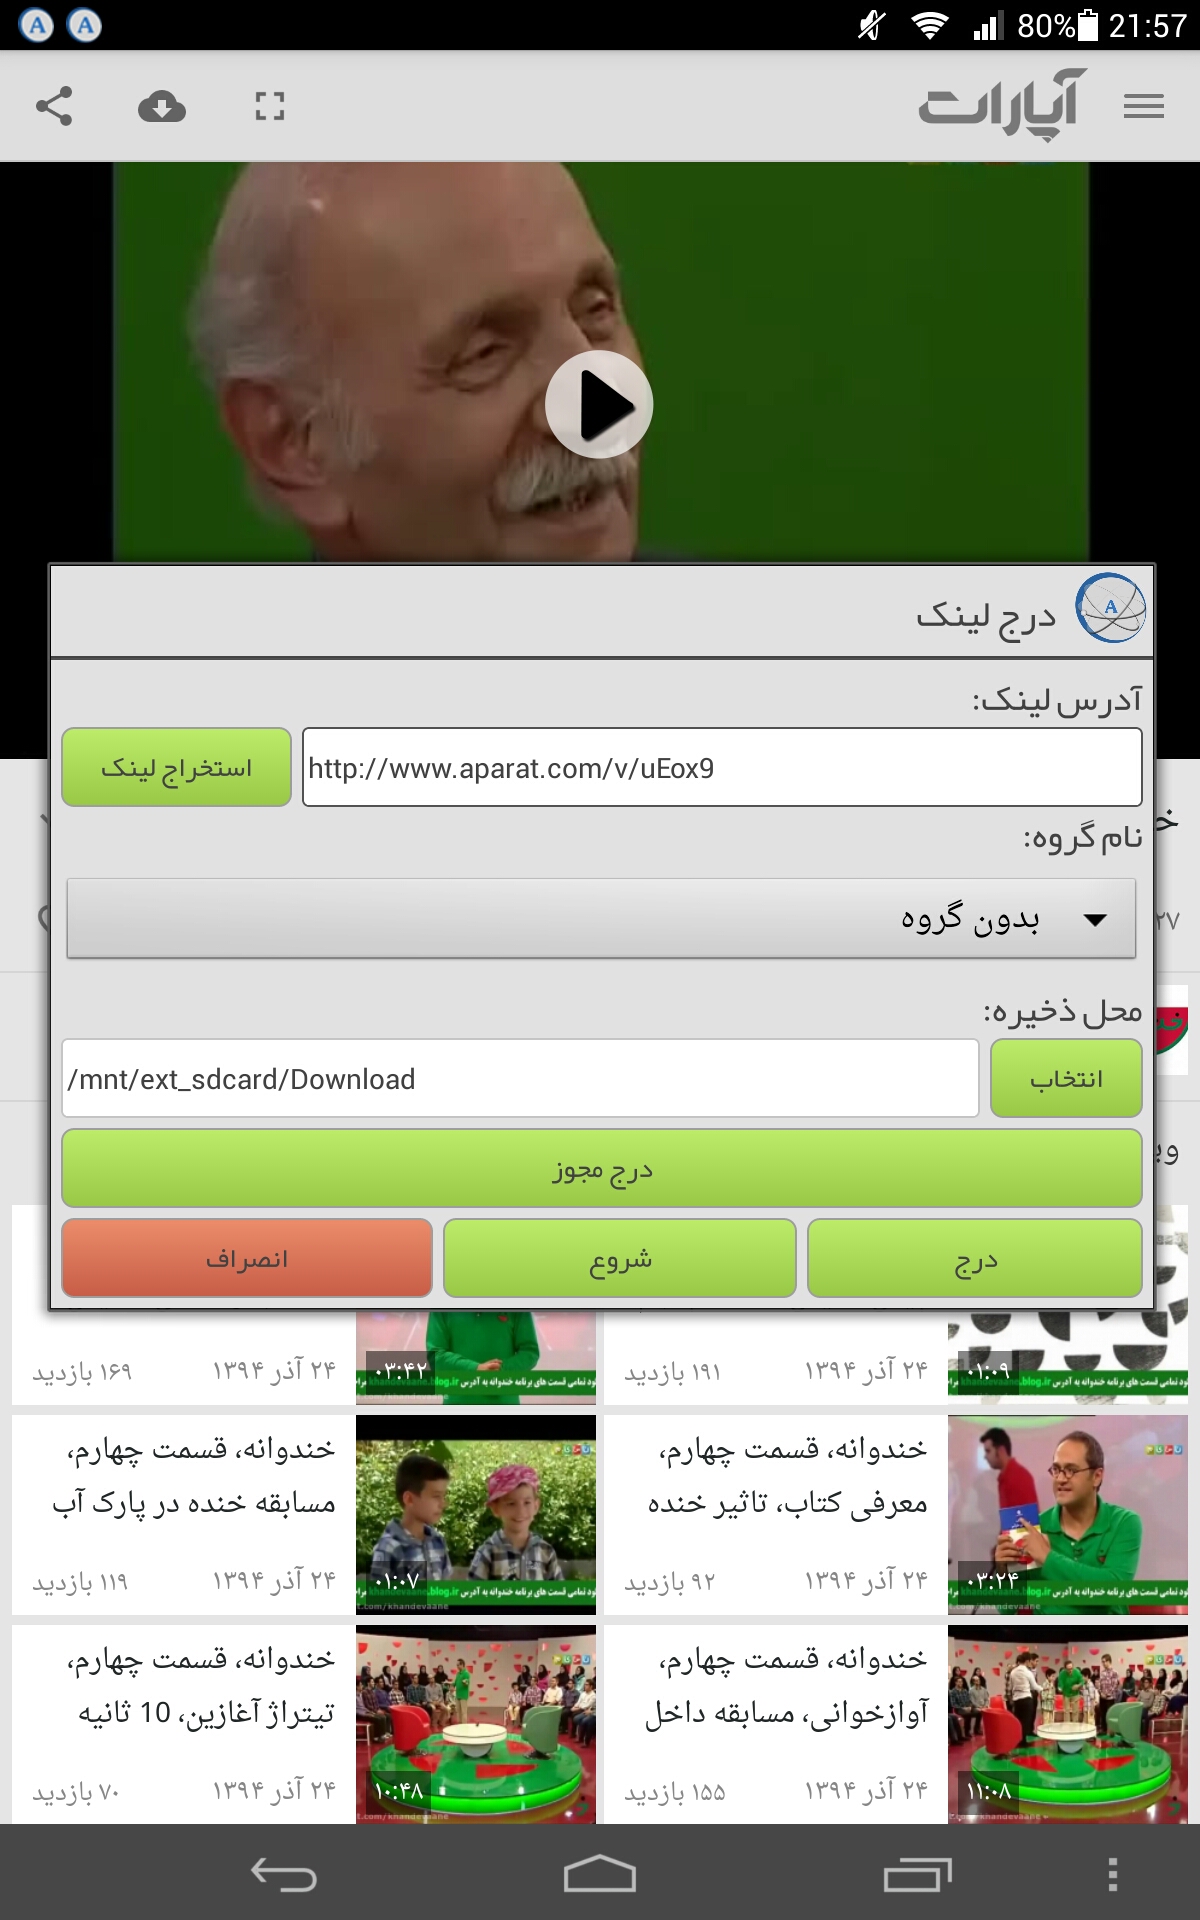 80% 21:57
آپارات
درج لینک
آدرس لینک:
http://www.aparat.com/v/uEox9
استخراج لینک
نام گروه:
بدون گروه
۲۷
محل ذخیره:
انتخاب
/mnt/ext_sdcard/Download
درج مجوز
درج
شروع
انصراف
۰۱:۰۹
۲۴ آذر ۱۳۹۴
۱۹۱ بازدید
۰۳:۴۲
۲۴ آذر ۱۳۹۴
۱۶۹ بازدید
خندوانه، قسمت چهارم،
معرفی کتاب، تاثیر خنده
۰۳:۲۴
۲۴ آذر ۱۳۹۴
۹۲ بازدید
خندوانه، قسمت چهارم،
مسابقه خنده در پارک آب
۰۱:۰۷
۲۴ آذر ۱۳۹۴
۱۱۹ بازدید
خندوانه، قسمت چهارم،
آوازخوانی، مسابقه داخل
۱۱:۰۸
۲۴ آذر ۱۳۹۴
۱۵۵ بازدید
خندوانه، قسمت چهارم،
تیتراژ آغازین، 10 ثانیه
۱۰:۴۸
۲۴ آذر ۱۳۹۴
۷۰ بازدید